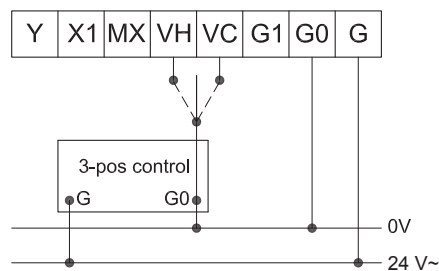 Y X1 MX VH VC G1 G0 G
3-pos control
G G0
0V
24 V~